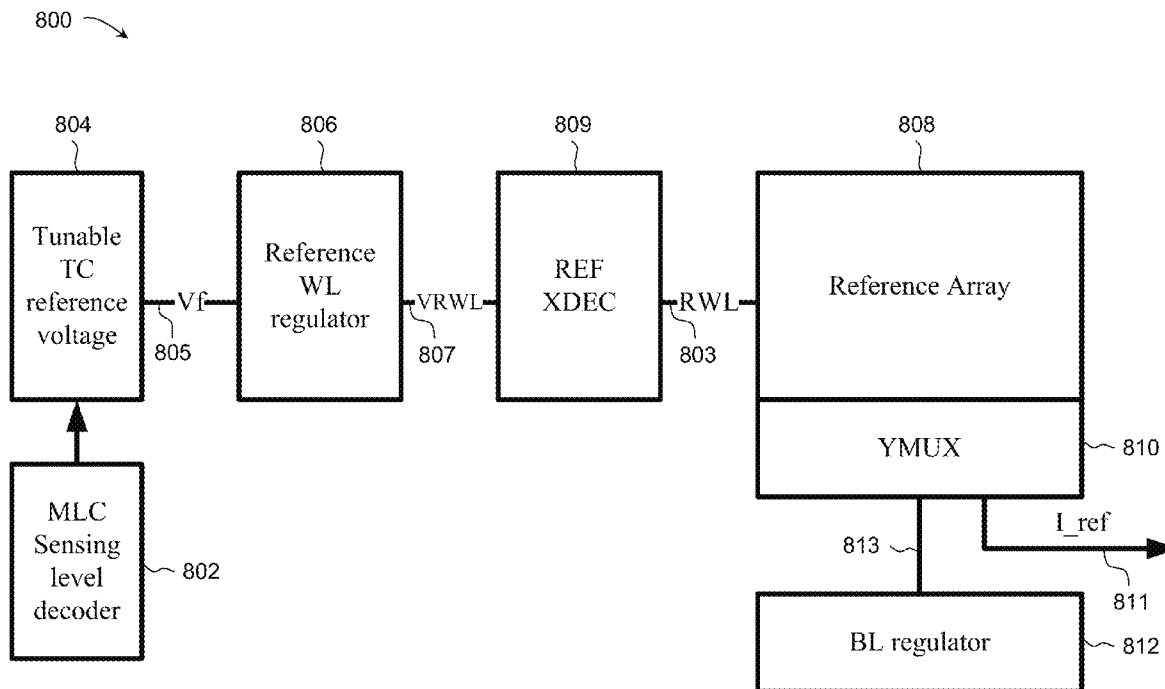 800
804
806
809
808
Tunable
TC
reference
voltage
Vf
805
Reference
WL
regulator
VRWL
807
REF
XDEC
RWL
803
Reference Array
YMUX
810
MLC
Sensing
level
decoder
802
813
I_ref
811
BL regulator
812